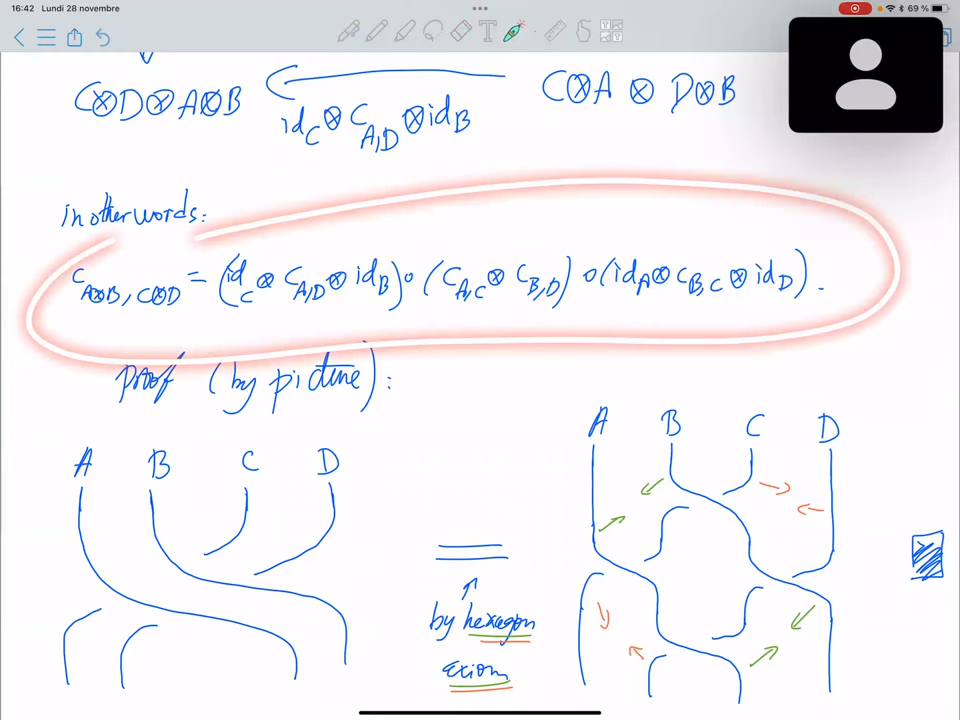 16:42 Lundi 28 novembre
69 %
C⊗D⊗A⊗B
C⊗A ⊗ D⊗B
id_C ⊗ c_{A,D} ⊗ id_B
in other words:
c_{A⊗B, C⊗D} = (id_C ⊗ c_{A,D} ⊗ id_B) ∘ (c_{A,C} ⊗ c_{B,D}) ∘ (id_A ⊗ c_{B,C} ⊗ id_D).
proof (by picture):
A B C D
A B C D
=
by hexagon
axiom